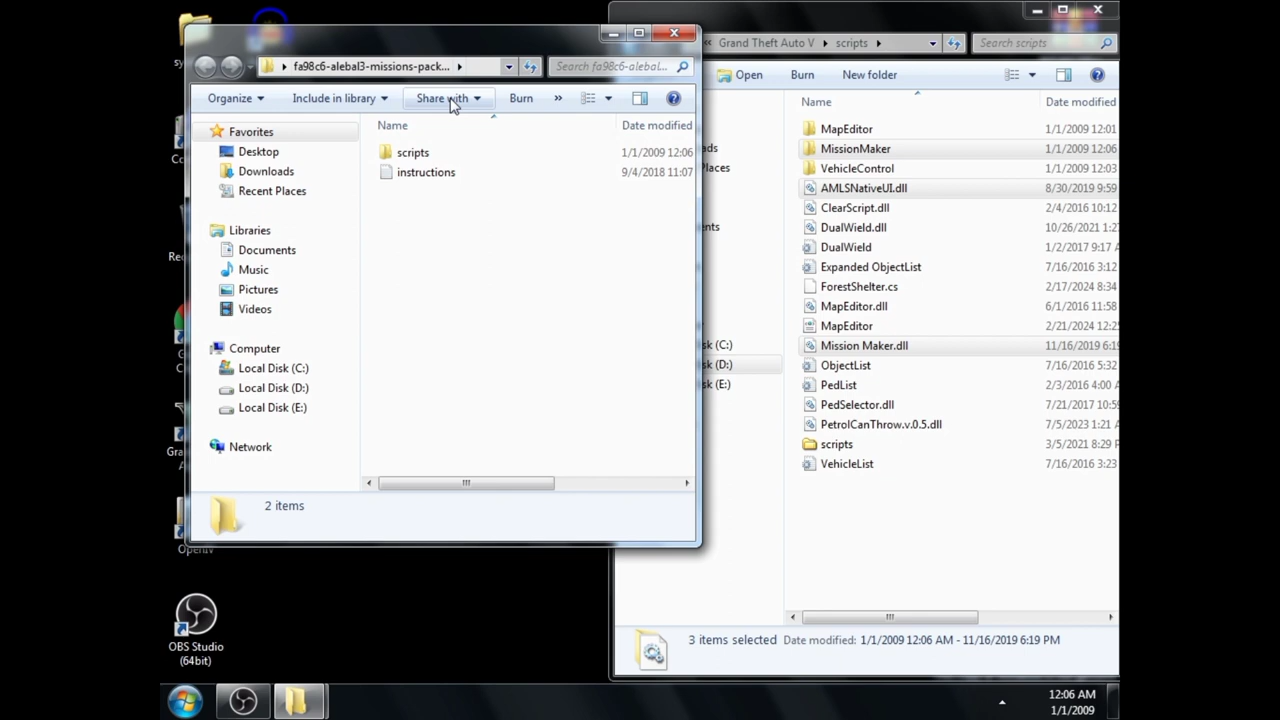 fa98c6-alebal3-missions-pack...
Search fa98c6-alebal...
Organize
Include in library
Share with
Burn
»
Name
Date modified
Favorites
Desktop
Downloads
Recent Places
Libraries
Documents
Music
Pictures
Videos
Computer
Local Disk (C:)
Local Disk (D:)
Local Disk (E:)
Network
scripts 1/1/2009 12:06
instructions 9/4/2018 11:07
2 items
« Grand Theft Auto V scripts
Search scripts
Open
Burn
New folder
Name
Date modified
MapEditor 1/1/2009 12:01
MissionMaker 1/1/2009 12:06
VehicleControl 1/1/2009 12:03
AMLSNativeUI.dll 8/30/2019 9:59
ClearScript.dll 2/4/2016 10:12
DualWield.dll 10/26/2021 1:2
DualWield 1/2/2017 9:17 A
Expanded ObjectList 7/16/2016 3:12
ForestShelter.cs 2/17/2024 8:34
MapEditor.dll 6/1/2016 11:58
MapEditor 2/21/2024 12:2
Mission Maker.dll 11/16/2019 6:19
ObjectList 7/16/2016 5:32
PedList 2/3/2016 4:00 A
PedSelector.dll 7/21/2017 10:5
PetrolCanThrow.v.0.5.dll 7/5/2023 1:21 A
scripts 3/5/2021 8:29 P
VehicleList 7/16/2016 3:23
ads
Places
ents
sk (C:)
sk (D:)
sk (E:)
3 items selected Date modified: 1/1/2009 12:06 AM - 11/16/2019 6:19 PM
OpenIV
OBS Studio
(64bit)
12:06 AM
1/1/2009